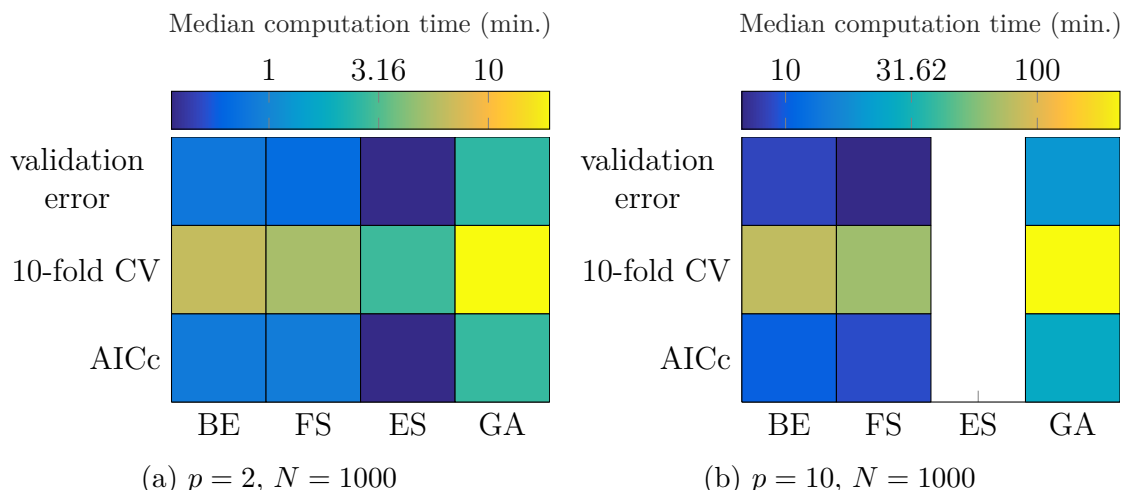 Median computation time (min.)
1 3.16 10
validation
error
10-fold CV
AICc
BE FS ES GA
(a) p = 2, N = 1000
Median computation time (min.)
10 31.62 100
validation
error
10-fold CV
AICc
BE FS ES GA
(b) p = 10, N = 1000